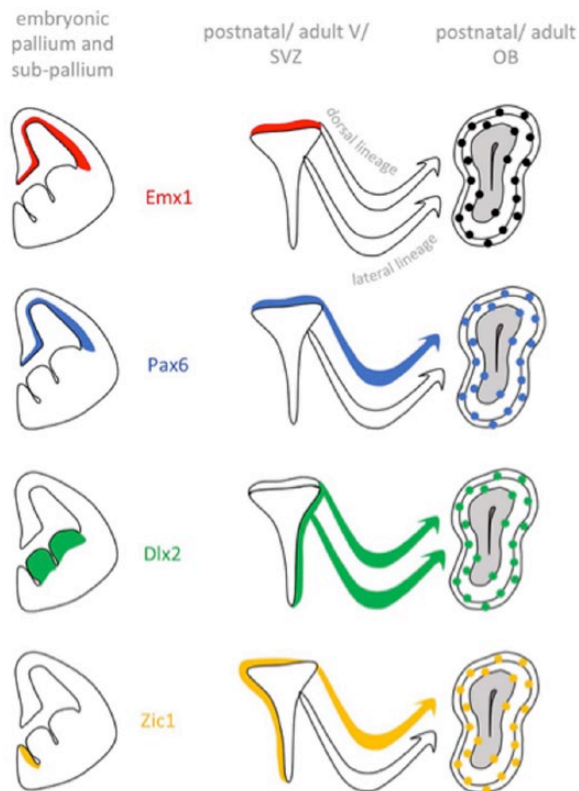 embryonic
pallium and
sub-pallium
postnatal/ adult V/
SVZ
postnatal/ adult
OB
dorsal lineage
Emx1
lateral lineage
Pax6
Dlx2
Zic1